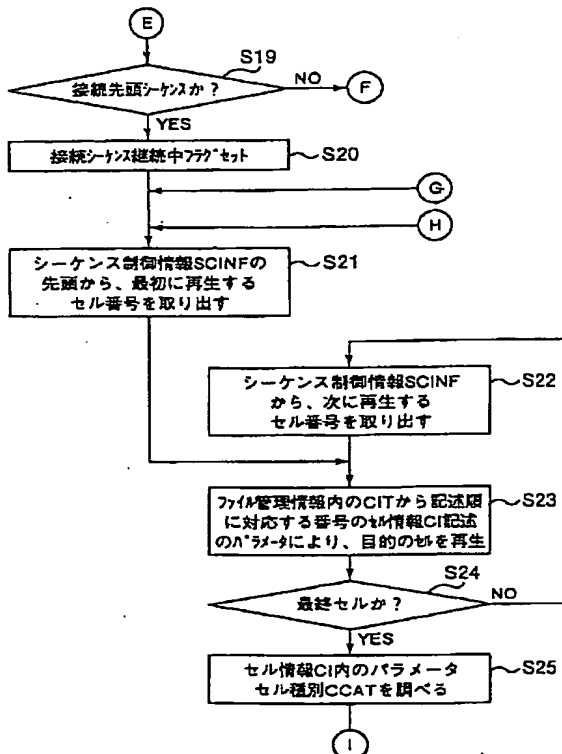 E
S19
接続先頭シーケンスか?
NO
F
YES
接続シーケンス継続中フラグセット
S20
G
H
シーケンス制御情報SCINFの
先頭から、最初に再生する
セル番号を取り出す
S21
シーケンス制御情報SCINF
から、次に再生する
セル番号を取り出す
S22
ファイル管理情報内のCITから記述順
に対応する番号のセル情報CI記述
のパラメータにより、目的のセルを再生
S23
S24
最終セルか?
NO
YES
セル情報CI内のパラメータ
セル種別CCATを調べる
S25
I